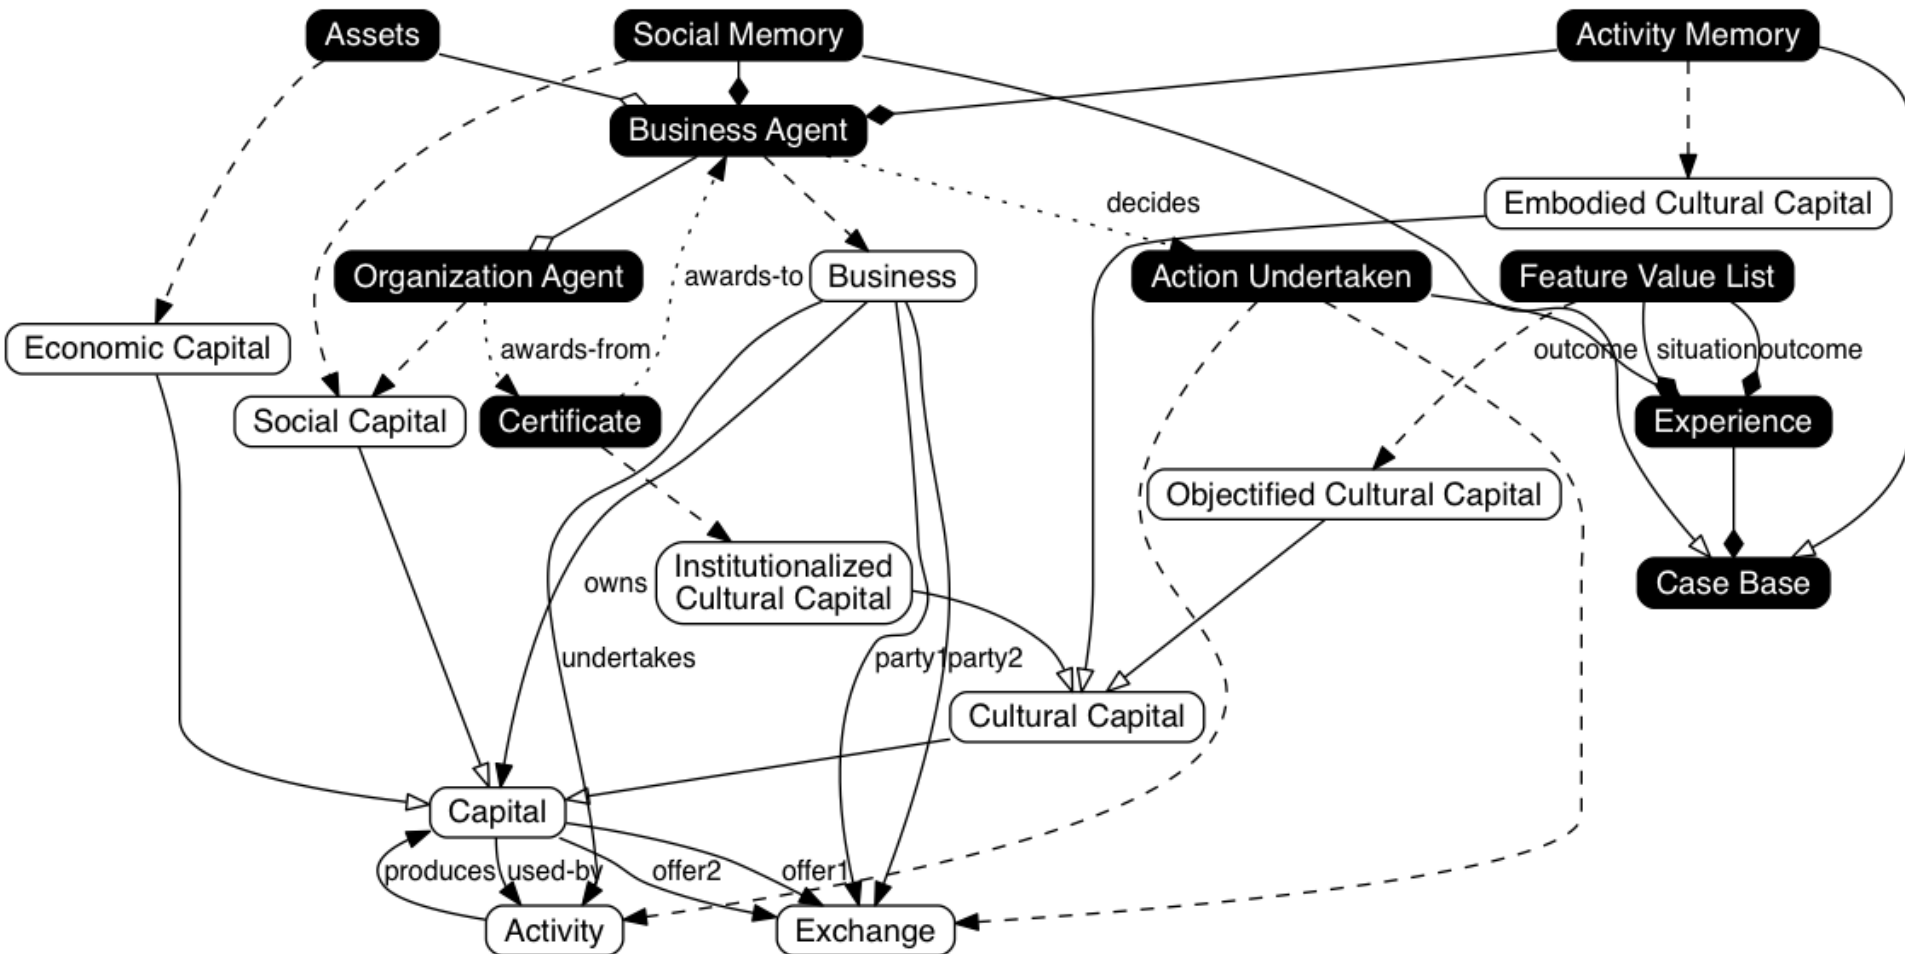 Assets
Social Memory
Activity Memory
Business Agent
decides
Embodied Cultural Capital
Organization Agent
awards-to
Business
Action Undertaken
Feature Value List
Economic Capital
awards-from
outcome
situation
outcome
Social Capital
Certificate
Experience
Objectified Cultural Capital
Institutionalized
Cultural Capital
owns
Case Base
undertakes
party1
party2
Cultural Capital
Capital
produces
used-by
offer2
offer1
Activity
Exchange